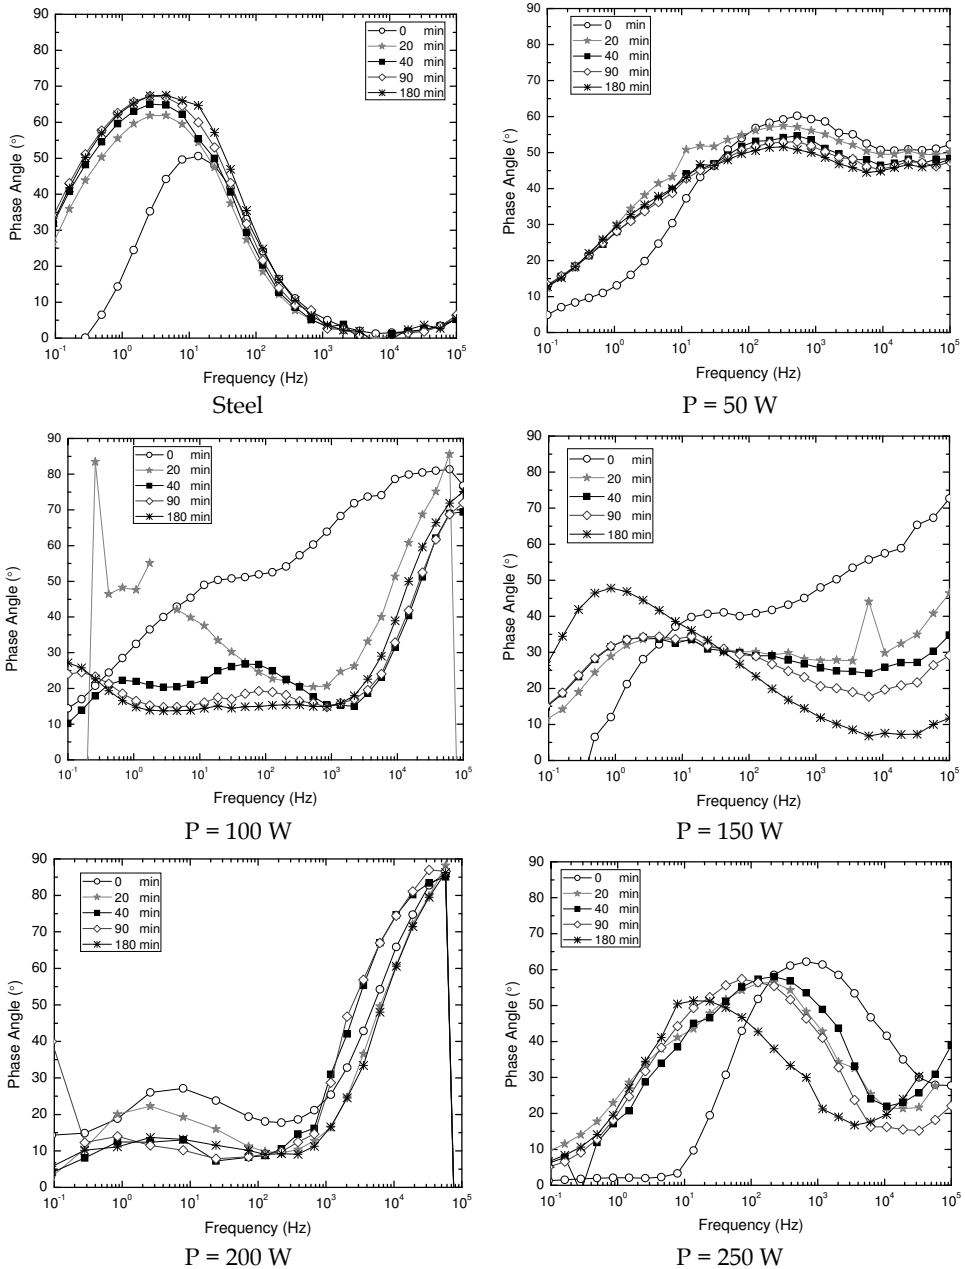 90
80
70
60
50
40
30
20
10
0
Phase Angle (°)
0 min
20 min
40 min
90 min
180 min
10⁻¹ 10⁰ 10¹ 10² 10³ 10⁴ 10⁵
Frequency (Hz)
Steel
90
80
70
60
50
40
30
20
10
0
Phase Angle (°)
0 min
20 min
40 min
90 min
180 min
10⁻¹ 10⁰ 10¹ 10² 10³ 10⁴ 10⁵
Frequency (Hz)
P = 50 W
90
80
70
60
50
40
30
20
10
0
Phase Angle (°)
0 min
20 min
40 min
90 min
180 min
10⁻¹ 10⁰ 10¹ 10² 10³ 10⁴ 10⁵
Frequency (Hz)
P = 100 W
90
80
70
60
50
40
30
20
10
0
Phase Angle (°)
0 min
20 min
40 min
90 min
180 min
10⁻¹ 10⁰ 10¹ 10² 10³ 10⁴ 10⁵
Frequency (Hz)
P = 150 W
90
80
70
60
50
40
30
20
10
0
Phase Angle (°)
0 min
20 min
40 min
90 min
180 min
10⁻¹ 10⁰ 10¹ 10² 10³ 10⁴ 10⁵
Frequency (Hz)
P = 200 W
90
80
70
60
50
40
30
20
10
0
Phase Angle (°)
0 min
20 min
40 min
90 min
180 min
10⁻¹ 10⁰ 10¹ 10² 10³ 10⁴ 10⁵
Frequency (Hz)
P = 250 W